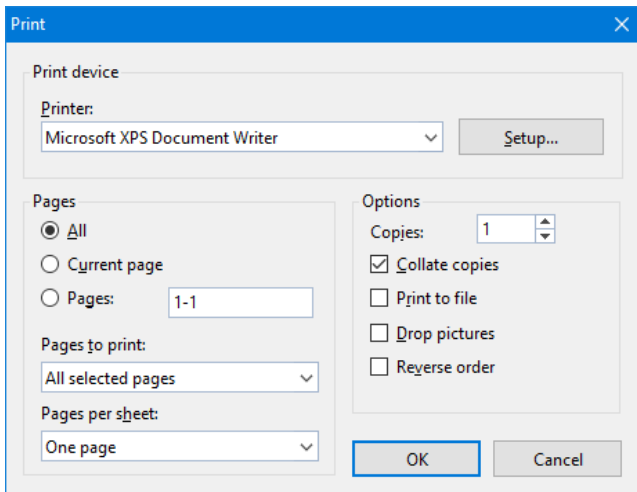 Print
Print device
Printer:
Microsoft XPS Document Writer
Setup...
Pages
All
Current page
Pages: 1-1
Pages to print:
All selected pages
Pages per sheet:
One page
Options
Copies: 1
Collate copies
Print to file
Drop pictures
Reverse order
OK
Cancel